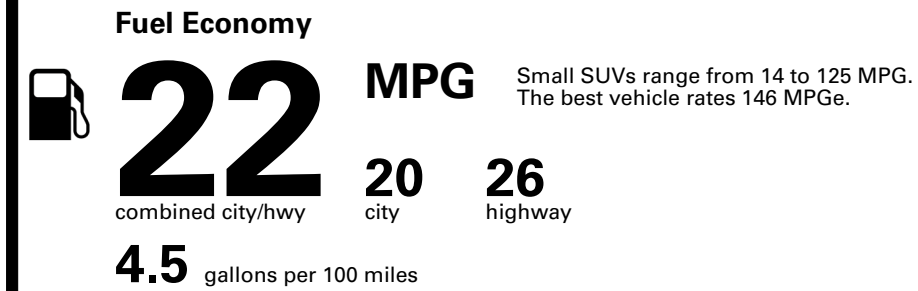 Fuel Economy
22 MPG
Small SUVs range from 14 to 125 MPG.
The best vehicle rates 146 MPGe.
20 26
combined city/hwy city highway
4.5 gallons per 100 miles